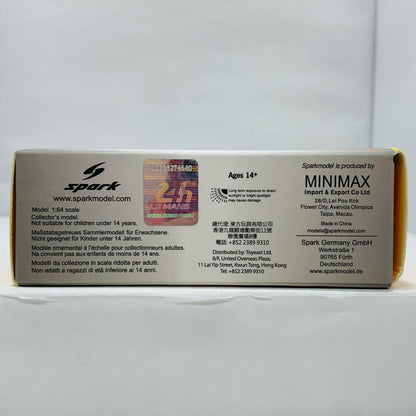 spark
www.sparkmodel.com
Model 1:64 scale
Collector's model
Not suitable for children under 14 years.
Maßstabsgetreues Sammlermodell für Erwachsene.
Nicht geeignet für Kinder unter 14 Jahren.
Modèle ornemental à l'échelle pour collectionneurs adultes.
Ne convient pas aux enfants de moins de 14 ans.
Modelli da collezione in scala ridotta per adulti.
Non adatti a ragazzi di età inferiore ai 14 anni.
24h
LE MANS
Ages 14+
Long term exposure to direct
sunlight or bright spotlight
may cause damage
總代理:東方玩具有限公司
香港九龍觀塘勵業街11號
聯僑廣場8樓
電話: +852 2389 9310
Distributed by: Toyeast Ltd.
8/F, United Overseas Plaza,
11 Lai Yip Street, Kwun Tong, Hong Kong
Tel: +852 2389 9310
Sparkmodel is produced by
MINIMAX
Import & Export Co Ltd
28/D, Lei Pou Kok
Flower City, Avenida Olimpica
Taipa, Macau.
Made in China
models@sparkmodel.com
Spark Germany GmbH
Werkstraße 1
90765 Fürth
Deutschland
www.sparkmodel.de